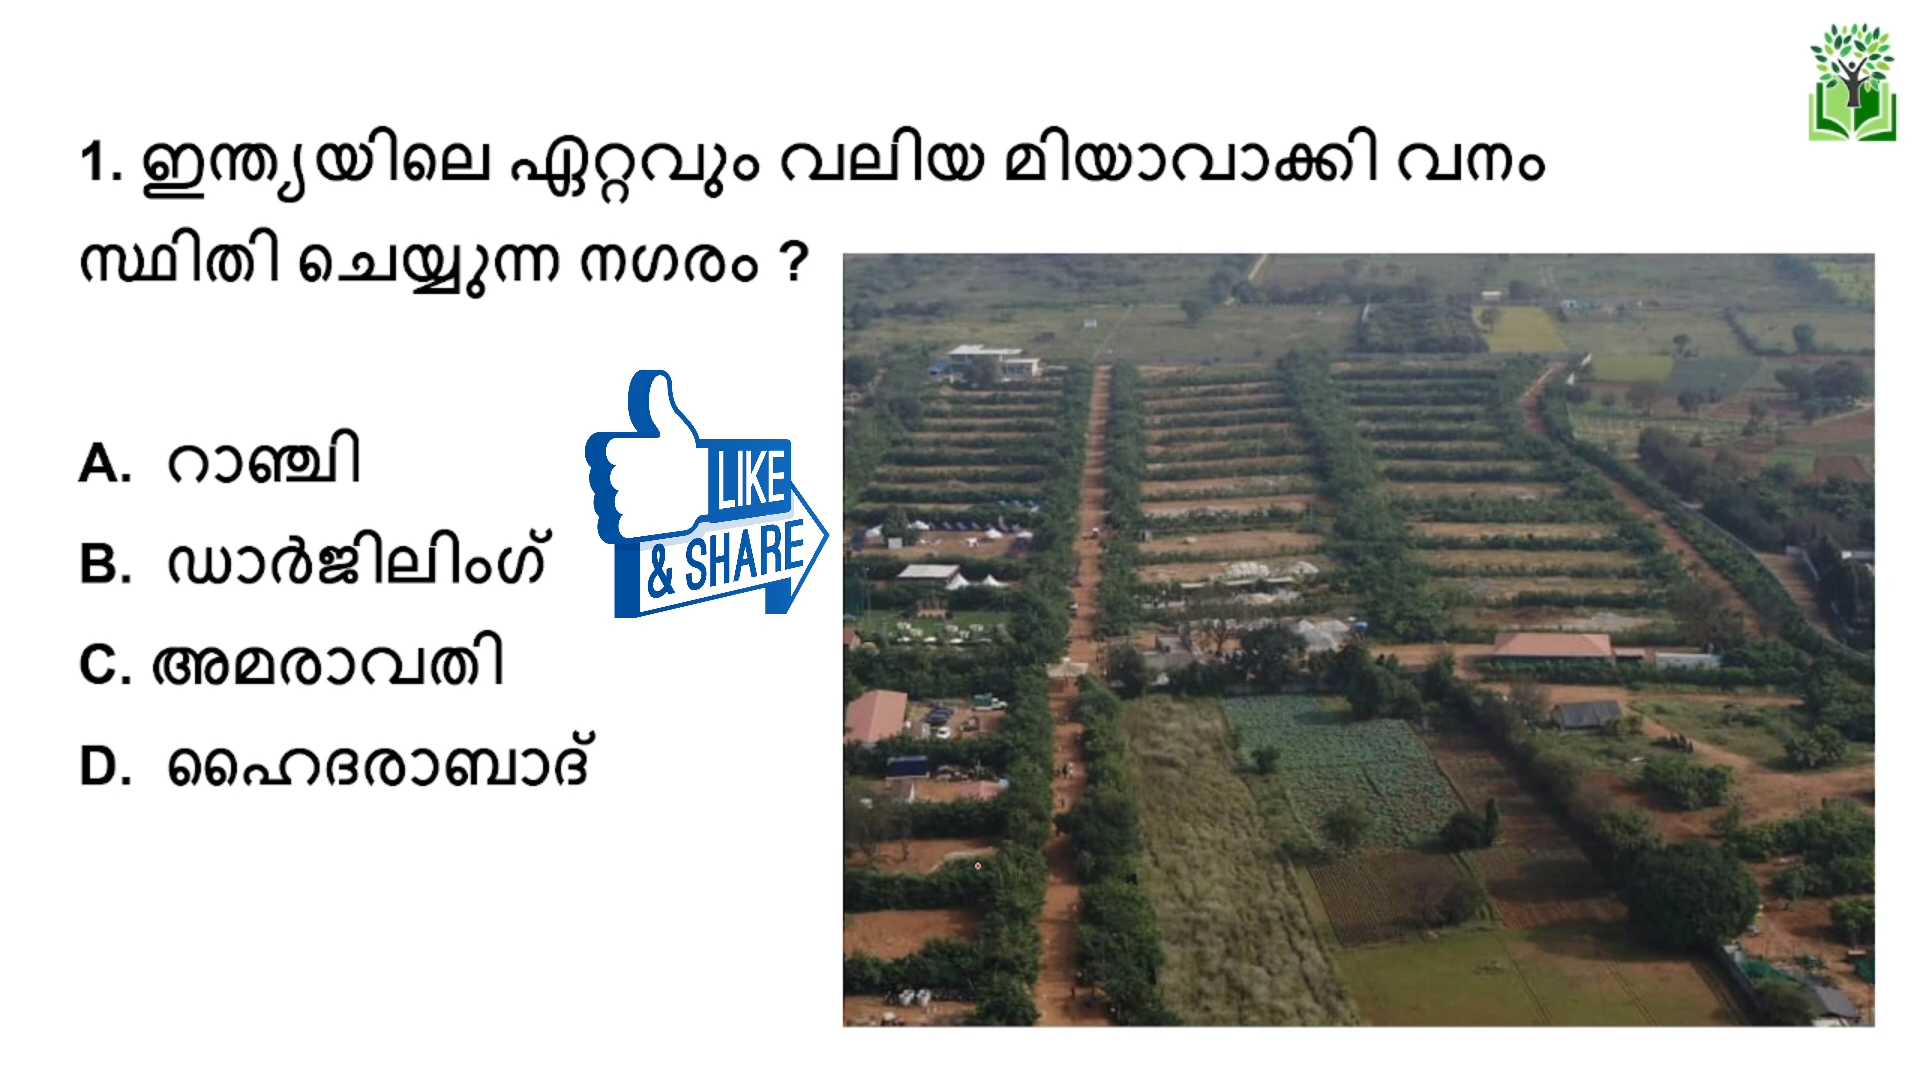 1. ഇന്ത്യയിലെ ഏറ്റവും വലിയ മിയാവാക്കി വനം
സ്ഥിതി ചെയ്യുന്ന നഗരം ?
A. റാഞ്ചി
B. ഡാർജിലിംഗ്
C. അമരാവതി
D. ഹൈദരാബാദ്
LIKE
& SHARE